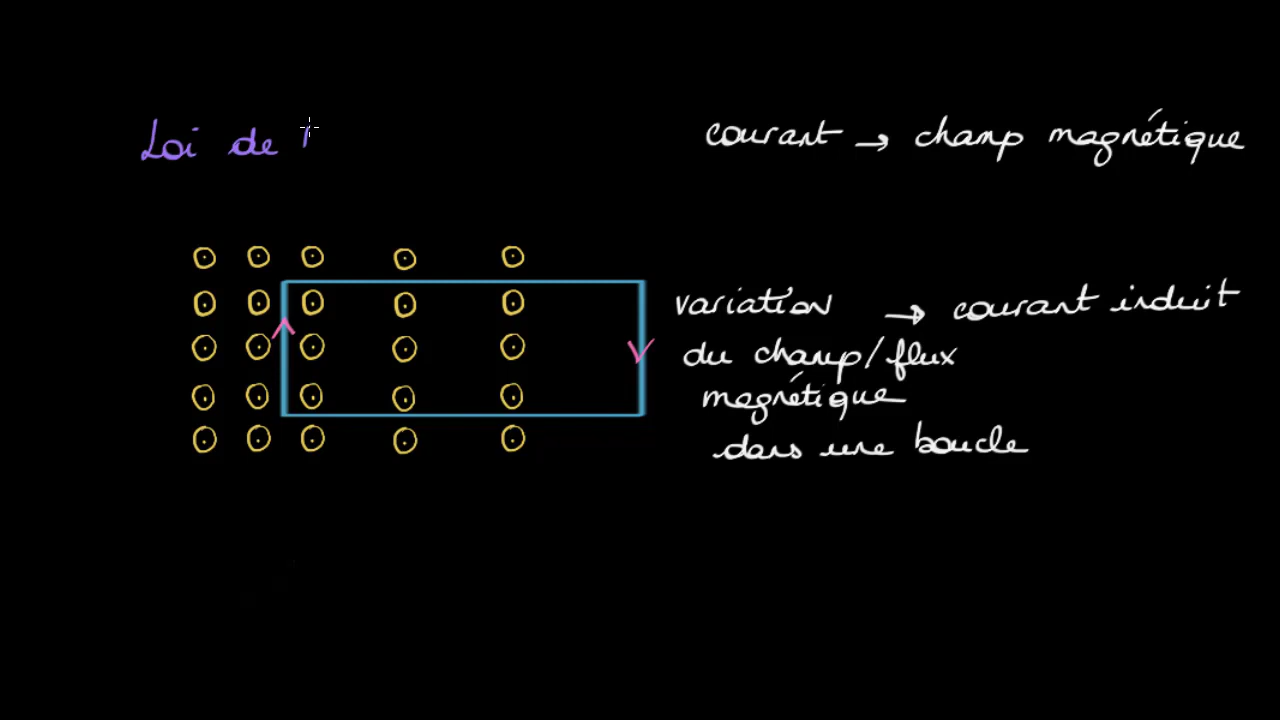 Loi de
courant → champ magnétique
variation → courant induit
du champ/flux
magnétique
dans une boucle